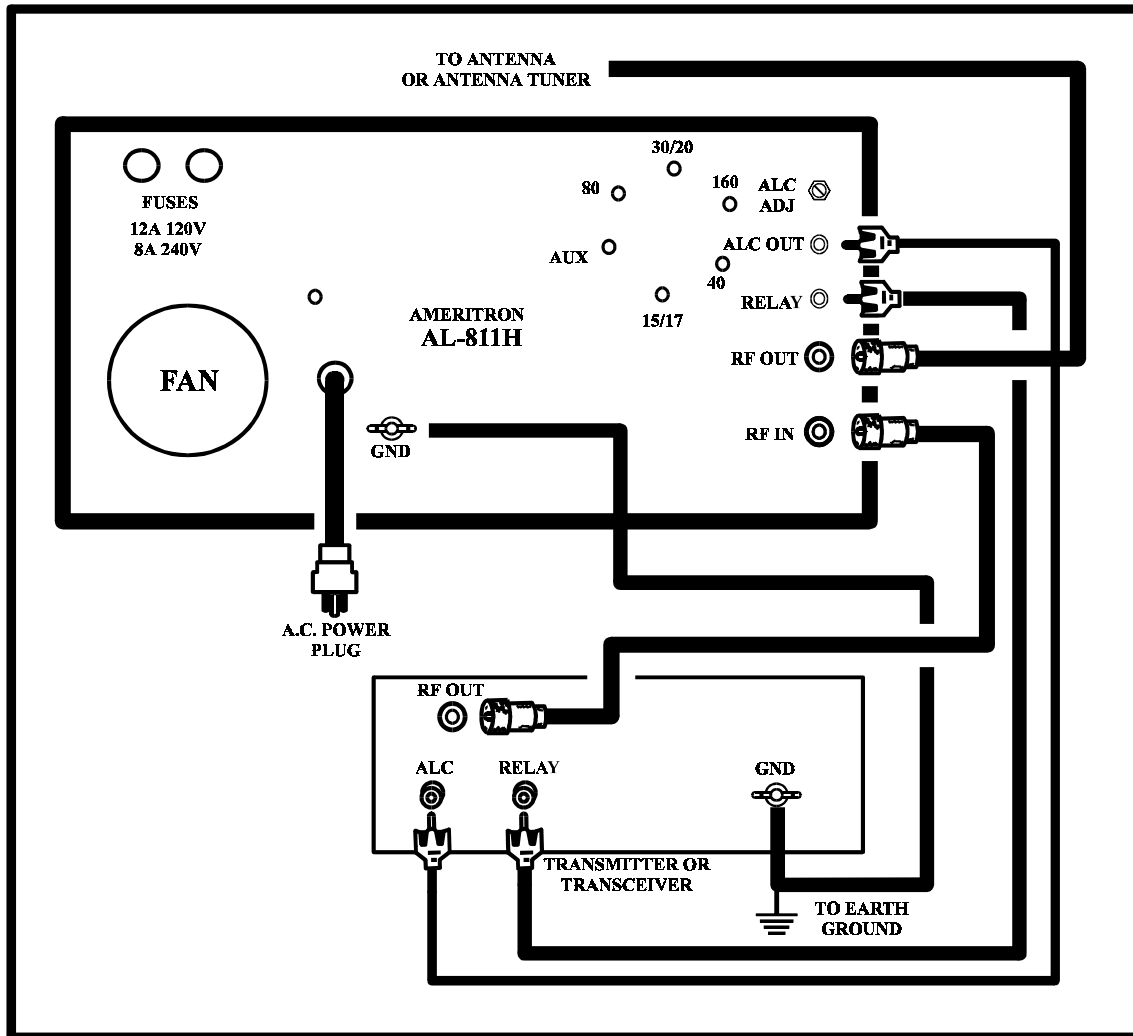 TO ANTENNA
OR ANTENNA TUNER
30/20
80
160
ALC
ADJ
FUSES
12A 120V
8A 240V
AUX
ALC OUT
40
RELAY
15/17
AMERITRON
AL-811H
RF OUT
FAN
RF IN
GND
A.C. POWER
PLUG
RF OUT
ALC
RELAY
GND
TRANSMITTER OR
TRANSCEIVER
TO EARTH
GROUND